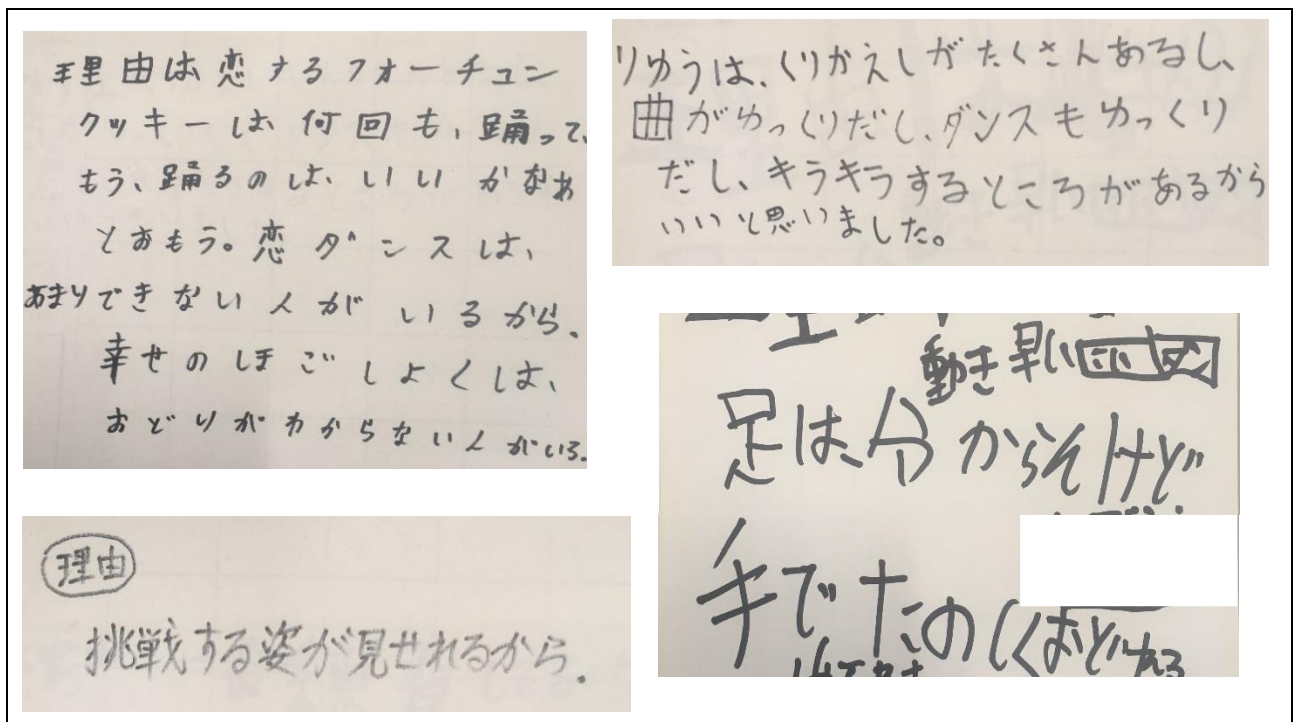 理由は恋するフォーチュン
クッキーは、何回も、踊って、
もう、踊るのは、いいかなあ
とおもう。恋ダンスは、
あまりできない人がいるから。
幸せのほごしょくは、
おどりがわからない人がいる。
りゆうは、くりかえしがたくさんあるし、
曲がゆっくりだし、ダンスもゆっくり
だし、キラキラするところがあるから
いいと思いました。
理由
挑戦する姿が見せれるから。
動き早い
足は、分からんけど
手でたのしくおどれる